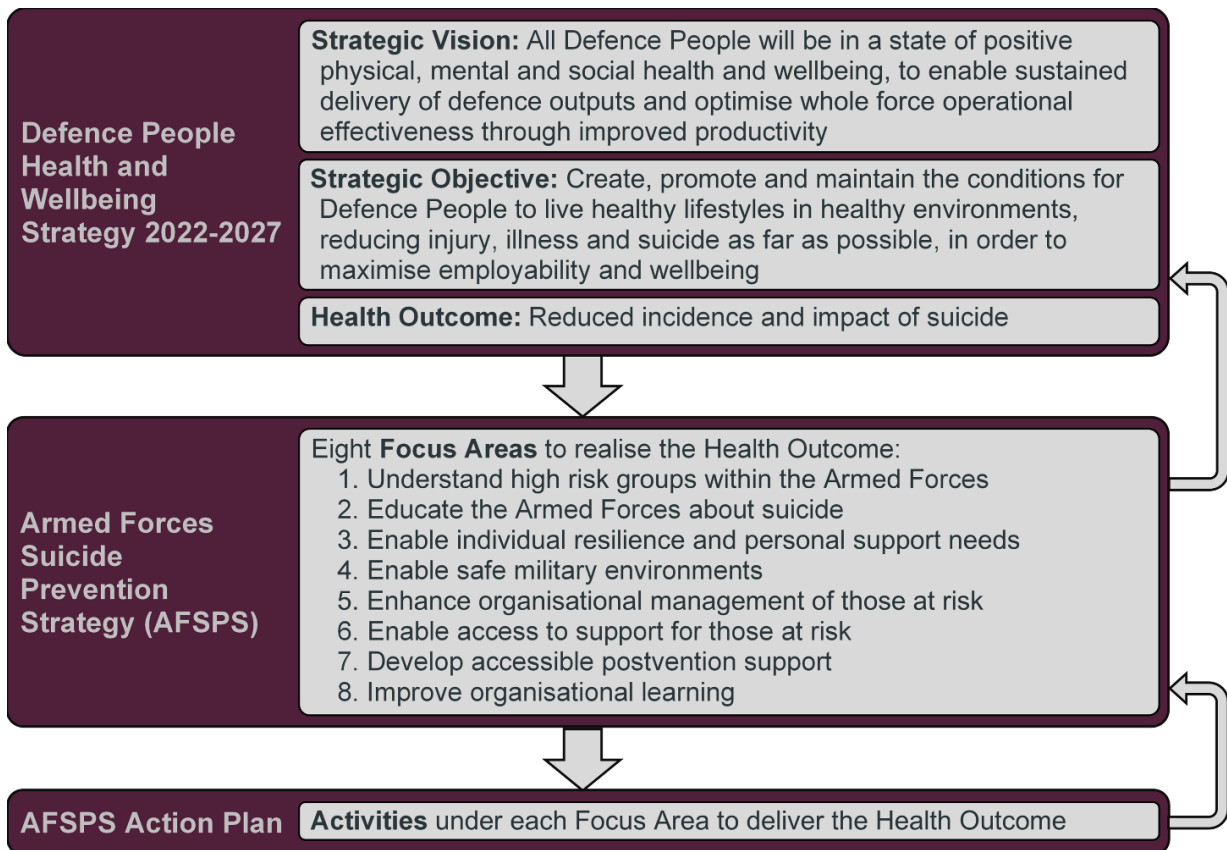 Defence People
Health and
Wellbeing
Strategy 2022-2027
Strategic Vision: All Defence People will be in a state of positive
physical, mental and social health and wellbeing, to enable sustained
delivery of defence outputs and optimise whole force operational
effectiveness through improved productivity
Strategic Objective: Create, promote and maintain the conditions for
Defence People to live healthy lifestyles in healthy environments,
reducing injury, illness and suicide as far as possible, in order to
maximise employability and wellbeing
Health Outcome: Reduced incidence and impact of suicide
Armed Forces
Suicide
Prevention
Strategy (AFSPS)
Eight Focus Areas to realise the Health Outcome:
1. Understand high risk groups within the Armed Forces
2. Educate the Armed Forces about suicide
3. Enable individual resilience and personal support needs
4. Enable safe military environments
5. Enhance organisational management of those at risk
6. Enable access to support for those at risk
7. Develop accessible postvention support
8. Improve organisational learning
AFSPS Action Plan
Activities under each Focus Area to deliver the Health Outcome